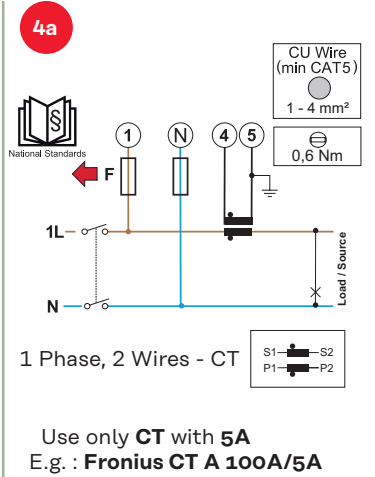 4a
CU Wire
(min CAT5)
1 - 4 mm²
0,6 Nm
§
National Standards
F
1 N 4 5
1L
N
Load / Source
1 Phase, 2 Wires - CT
S1 S2
P1 P2
Use only CT with 5A
E.g. : Fronius CT A 100A/5A